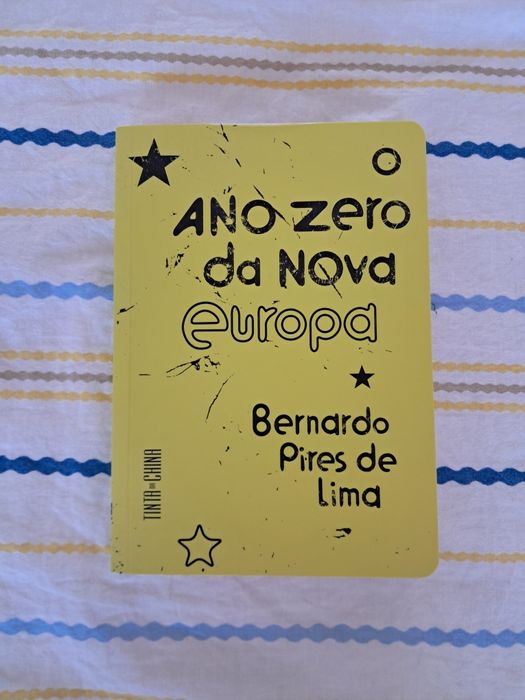 O
ANO zero
da NOva
europa
Bernardo
Pires de
Lima
TINTA DA CHINA